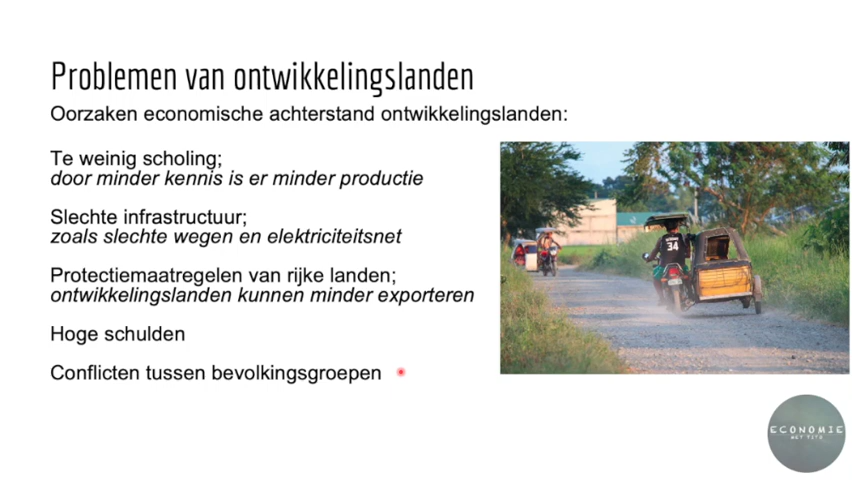 Problemen van ontwikkelingslanden
Oorzaken economische achterstand ontwikkelingslanden:
Te weinig scholing;
door minder kennis is er minder productie
Slechte infrastructuur;
zoals slechte wegen en elektriciteitsnet
Protectiemaatregelen van rijke landen;
ontwikkelingslanden kunnen minder exporteren
Hoge schulden
Conflicten tussen bevolkingsgroepen
34
ECONOMIE
MET TITO